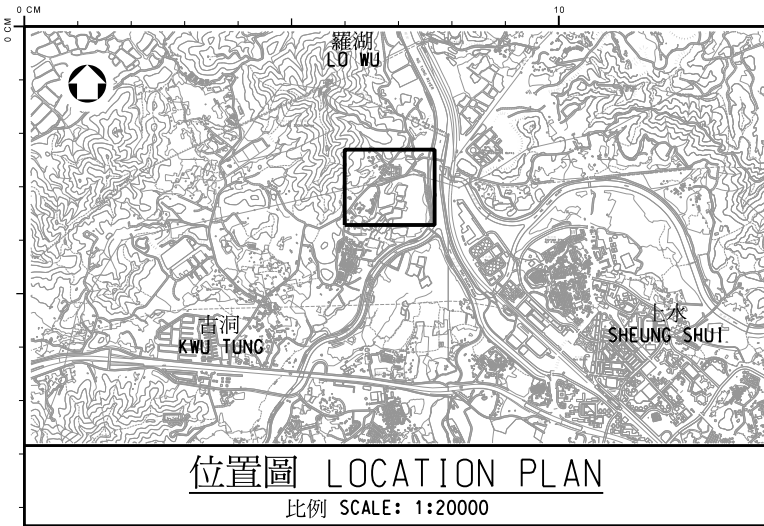 0 CM
10
0 CM
羅湖
LO WU
古洞
KWU TUNG
上水
SHEUNG SHUI
位置圖 LOCATION PLAN
比例 SCALE: 1:20000